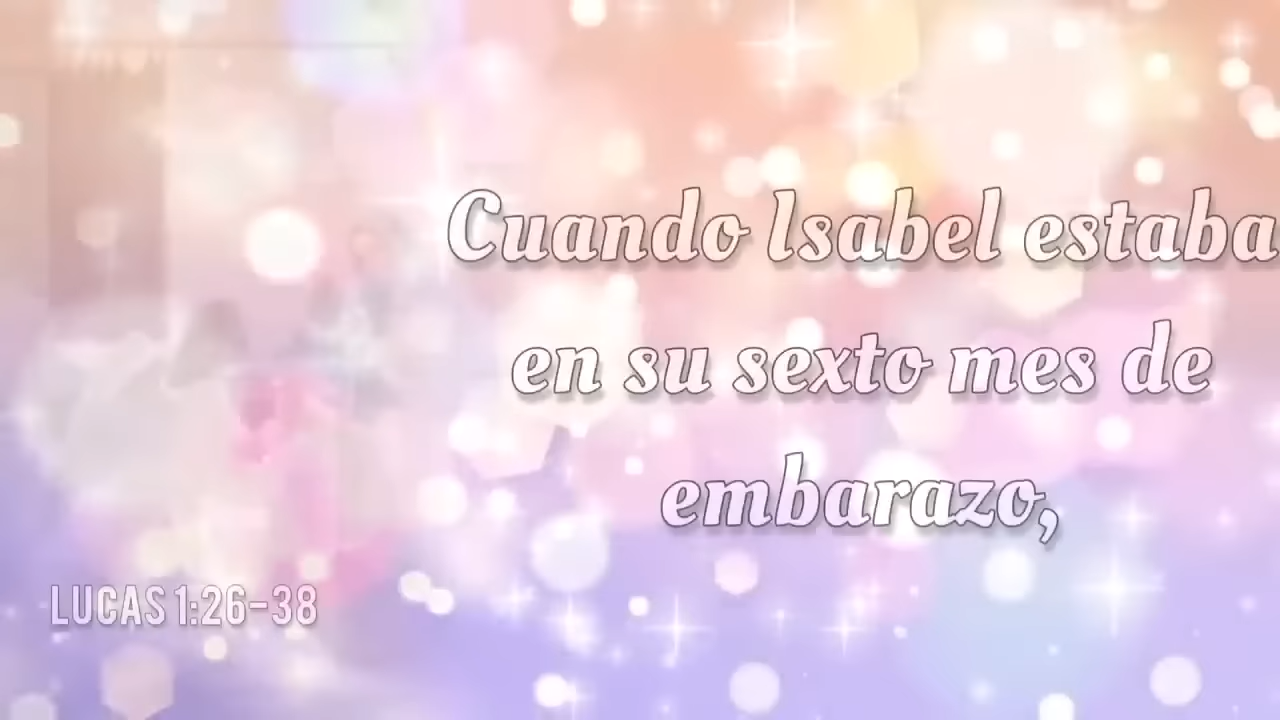 Cuando Isabel estaba
en su sexto mes de
embarazo,
LUCAS 1:26-38